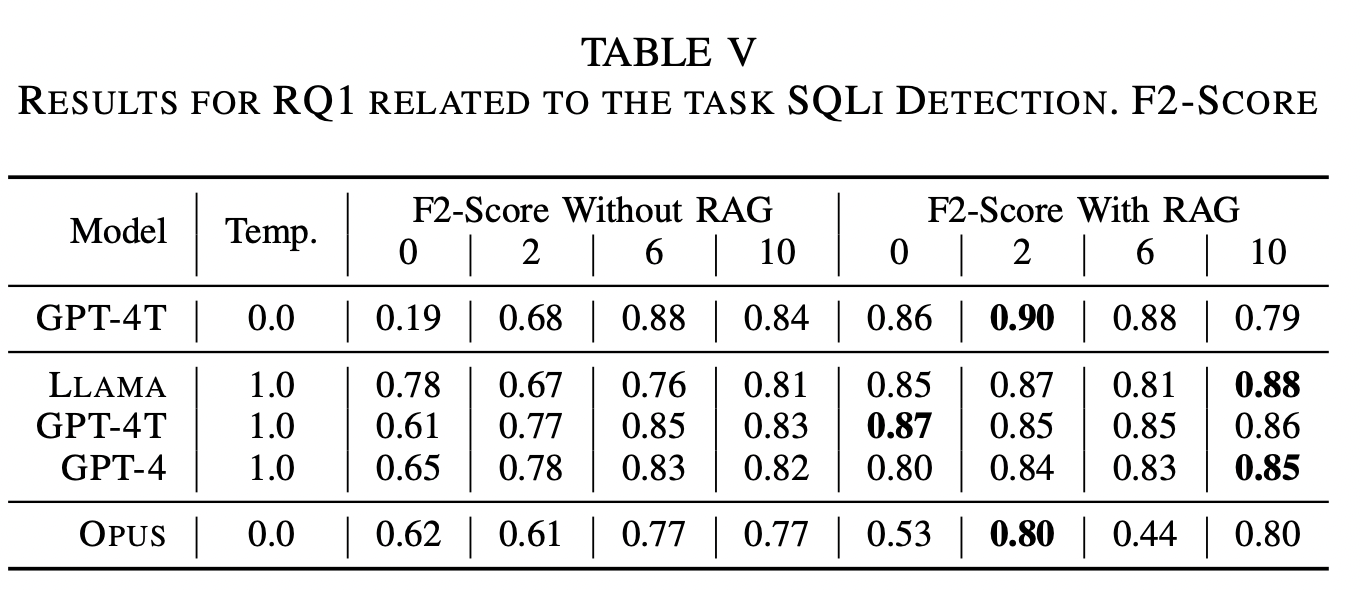 TABLE V
RESULTS FOR RQ1 RELATED TO THE TASK SQLI DETECTION. F2-SCORE
Model | Temp. | F2-Score Without RAG | F2-Score With RAG
0 | 2 | 6 | 10 | 0 | 2 | 6 | 10
GPT-4T | 0.0 | 0.19 | 0.68 | 0.88 | 0.84 | 0.86 | 0.90 | 0.88 | 0.79
LLAMA | 1.0 | 0.78 | 0.67 | 0.76 | 0.81 | 0.85 | 0.87 | 0.81 | 0.88
GPT-4T | 1.0 | 0.61 | 0.77 | 0.85 | 0.83 | 0.87 | 0.85 | 0.85 | 0.86
GPT-4 | 1.0 | 0.65 | 0.78 | 0.83 | 0.82 | 0.80 | 0.84 | 0.83 | 0.85
OPUS | 0.0 | 0.62 | 0.61 | 0.77 | 0.77 | 0.53 | 0.80 | 0.44 | 0.80